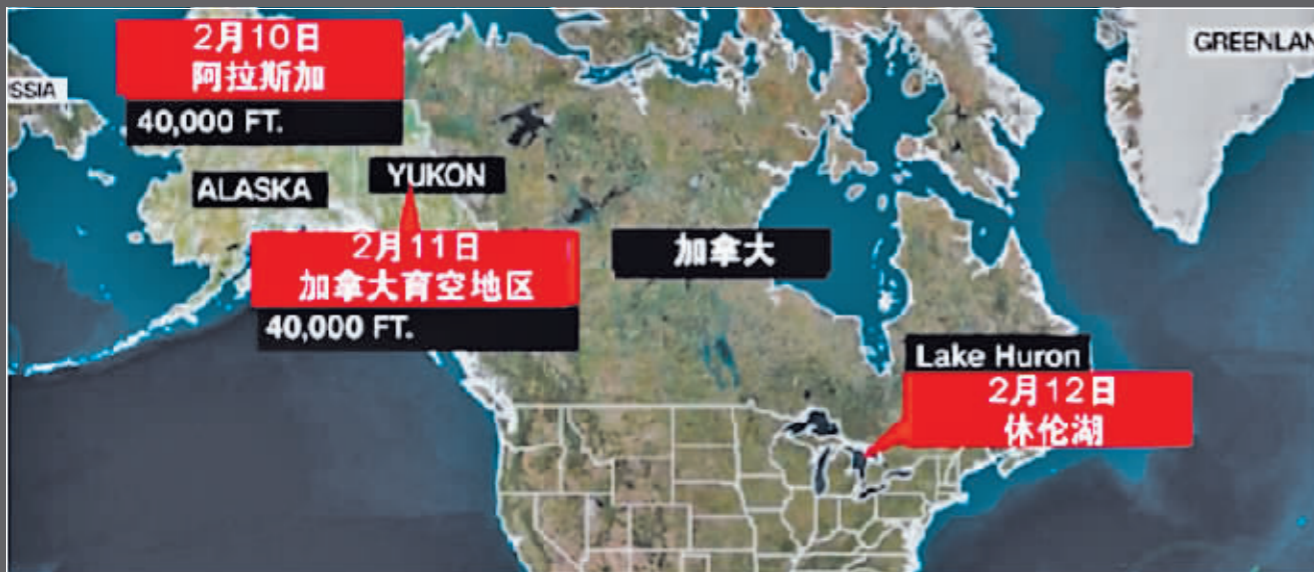 2月10日
阿拉斯加
40,000 FT.
SSIA
GREENLAN
ALASKA
YUKON
2月11日
加拿大育空地区
40,000 FT.
加拿大
Lake Huron
2月12日
休伦湖